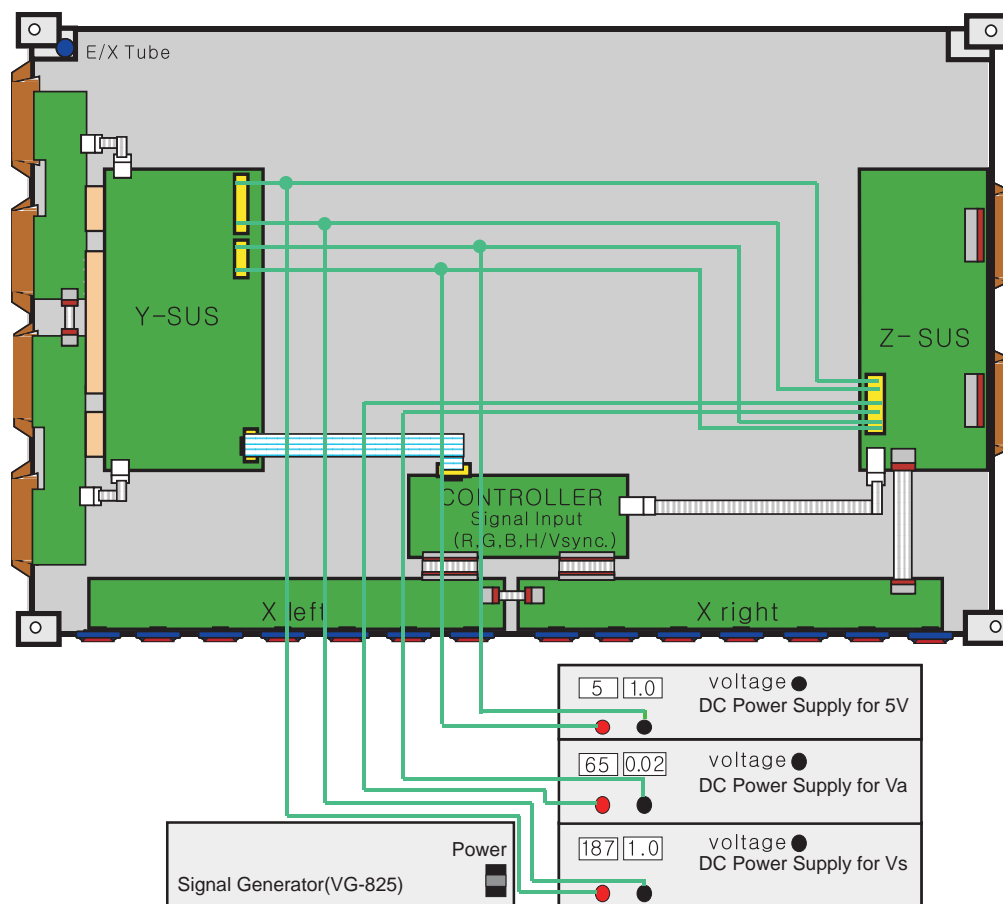 E/X Tube
Y-SUS
Z- SUS
CONTROLLER
Signal Input
(R,G,B,H/Vsync.)
X left
X right
5 1.0 voltage
DC Power Supply for 5V
65 0.02 voltage
DC Power Supply for Va
187 1.0 voltage
DC Power Supply for Vs
Power
Signal Generator(VG-825)